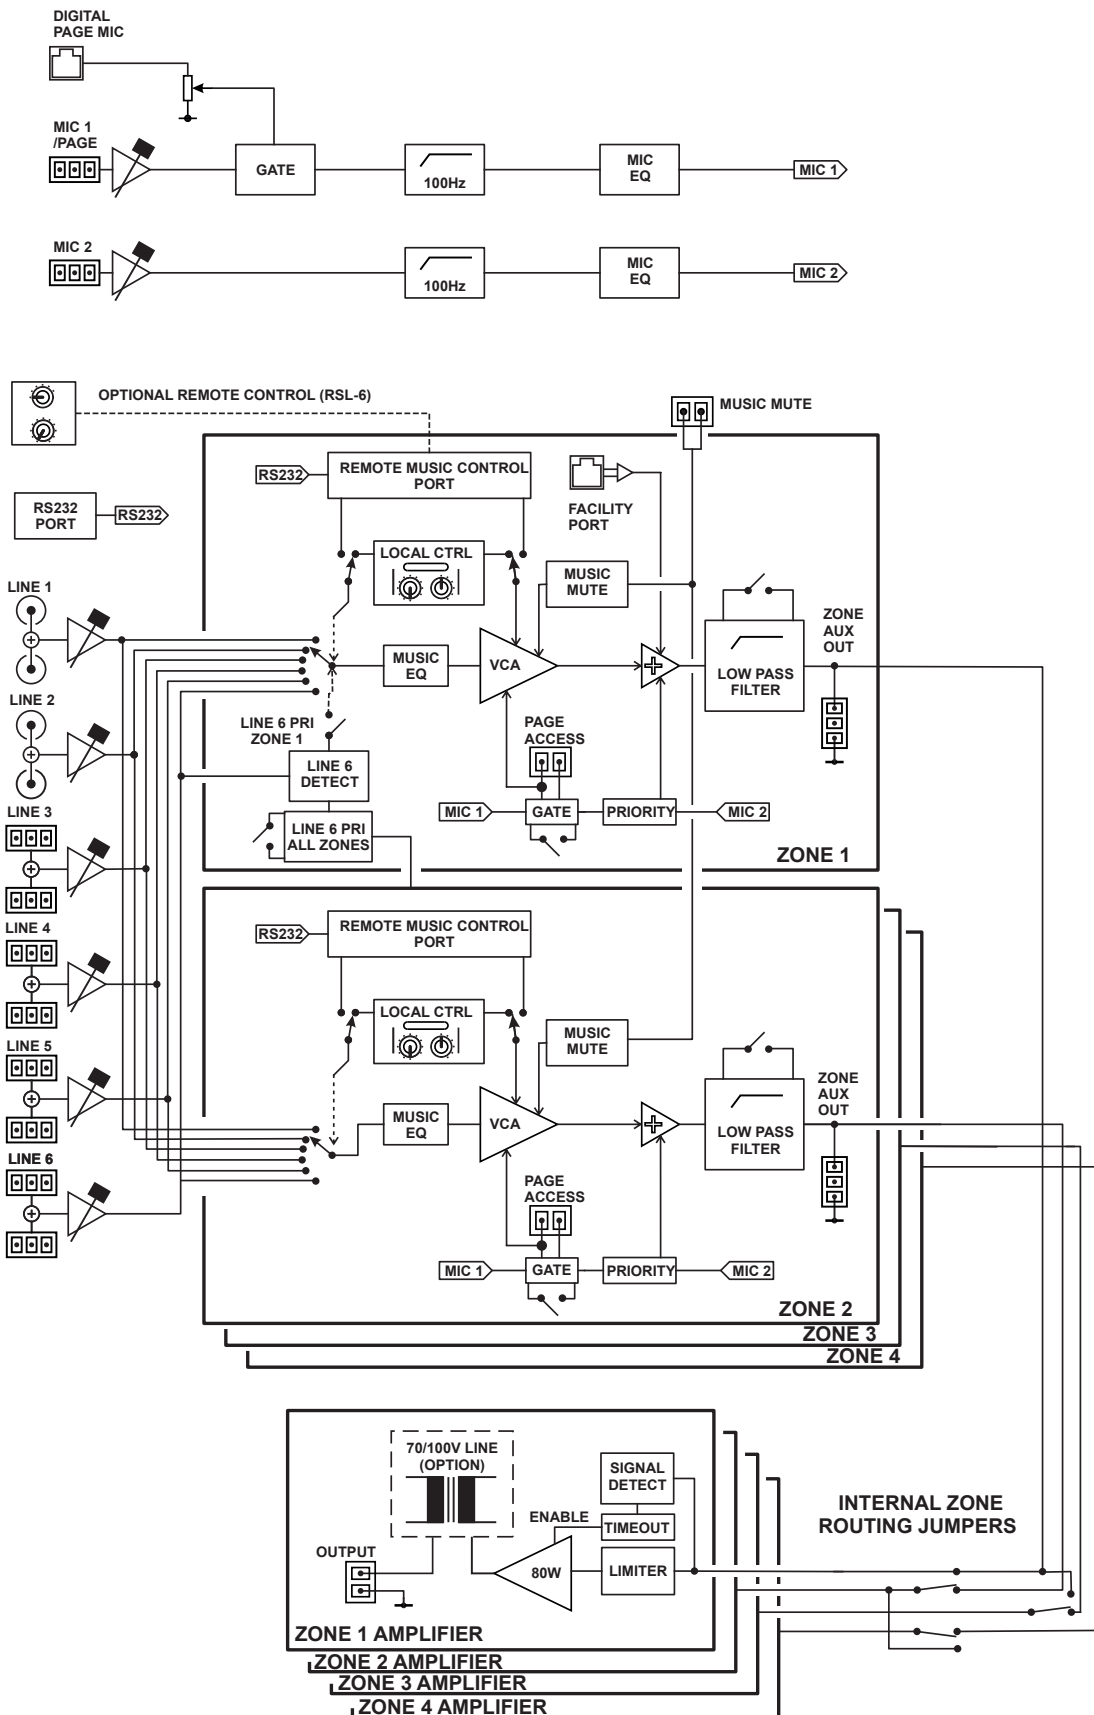 DIGITAL
PAGE MIC
MIC 1
/PAGE
GATE
100Hz
MIC
EQ
MIC 1
MIC 2
100Hz
MIC
EQ
MIC 2
OPTIONAL REMOTE CONTROL (RSL-6)
MUSIC MUTE
RS232
REMOTE MUSIC CONTROL
PORT
FACILITY
PORT
RS232
PORT
RS232
LOCAL CTRL
MUSIC
MUTE
LINE 1
ZONE
AUX
OUT
MUSIC
EQ
VCA
LOW PASS
FILTER
LINE 2
LINE 6 PRI
ZONE 1
PAGE
ACCESS
LINE 6
DETECT
LINE 3
MIC 1
GATE
PRIORITY
MIC 2
LINE 6 PRI
ALL ZONES
ZONE 1
LINE 4
RS232
REMOTE MUSIC CONTROL
PORT
LOCAL CTRL
MUSIC
MUTE
LINE 5
ZONE
AUX
OUT
MUSIC
EQ
VCA
LOW PASS
FILTER
LINE 6
PAGE
ACCESS
MIC 1
GATE
PRIORITY
MIC 2
ZONE 2
ZONE 3
ZONE 4
70/100V LINE
(OPTION)
SIGNAL
DETECT
ENABLE
TIMEOUT
INTERNAL ZONE
ROUTING JUMPERS
OUTPUT
80W
LIMITER
ZONE 1 AMPLIFIER
ZONE 2 AMPLIFIER
ZONE 3 AMPLIFIER
ZONE 4 AMPLIFIER